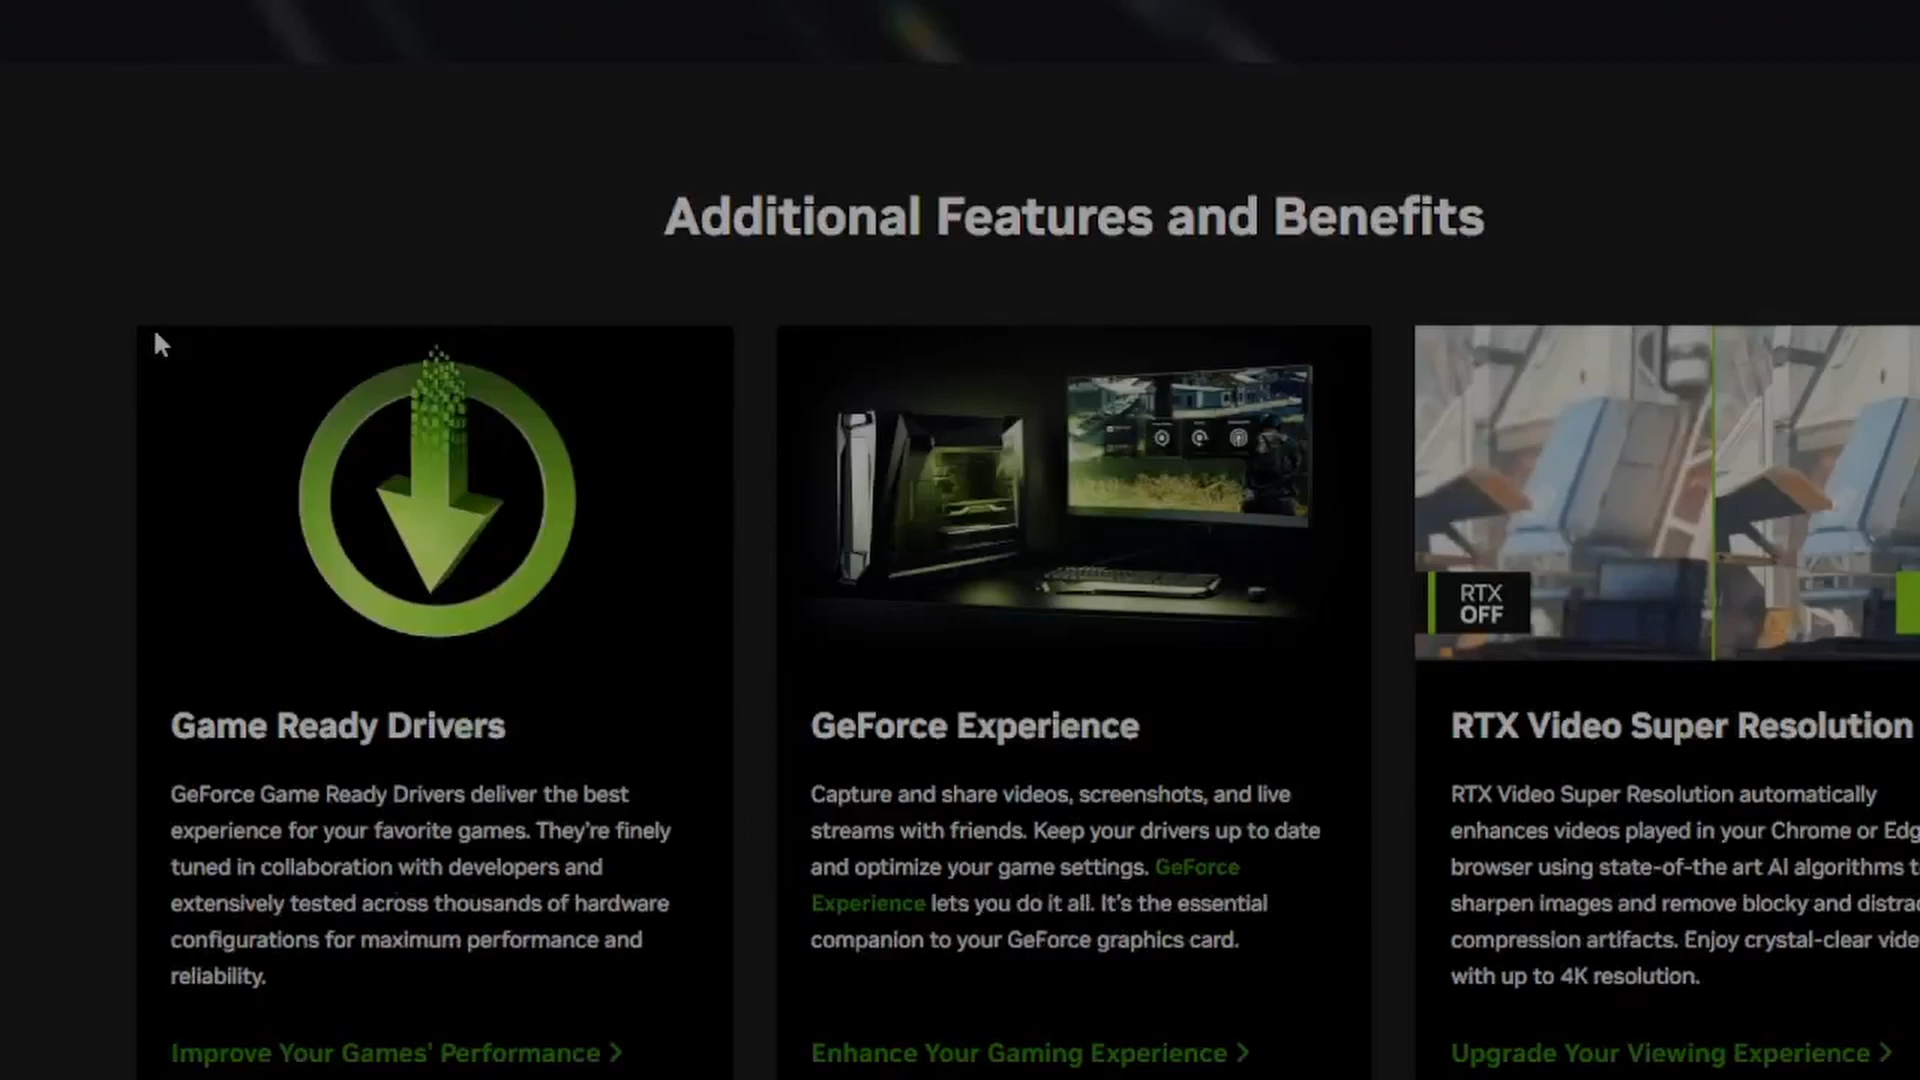 Additional Features and Benefits
RTX
OFF
Game Ready Drivers
GeForce Game Ready Drivers deliver the best
experience for your favorite games. They're finely
tuned in collaboration with developers and
extensively tested across thousands of hardware
configurations for maximum performance and
reliability.
Improve Your Games' Performance >
GeForce Experience
Capture and share videos, screenshots, and live
streams with friends. Keep your drivers up to date
and optimize your game settings. GeForce
Experience lets you do it all. It's the essential
companion to your GeForce graphics card.
Enhance Your Gaming Experience >
RTX Video Super Resolution
RTX Video Super Resolution automatically
enhances videos played in your Chrome or
browser using state-of-the art AI algorithms
sharpen images and remove blocky and
compression artifacts. Enjoy crystal-clear
with up to 4K resolution.
Upgrade Your Viewing Experience >